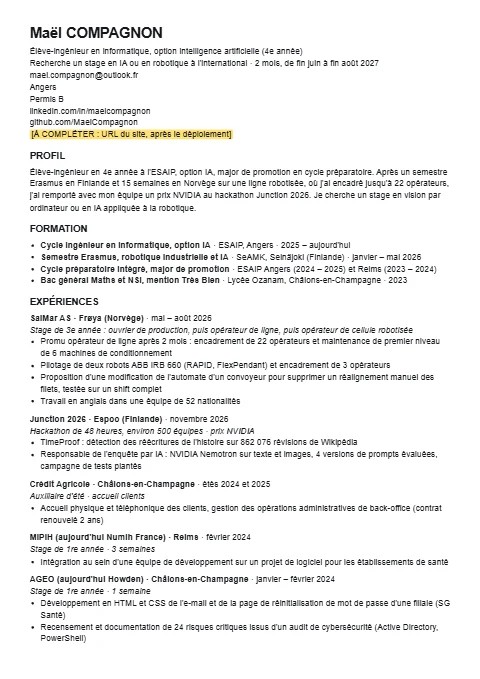 Maël COMPAGNON
Élève-ingénieur en informatique, option intelligence artificielle (4e année)
Recherche un stage en IA ou en robotique à l'international · 2 mois, de fin juin à fin août 2027
mael.compagnon@outlook.fr
Angers
Permis B
linkedin.com/in/maelcompagnon
github.com/MaelCompagnon
[À COMPLÉTER : URL du site, après le déploiement]
PROFIL
Élève-ingénieur en 4e année à l'ESAIP, option IA, major de promotion en cycle préparatoire. Après un semestre
Erasmus en Finlande et 15 semaines en Norvège sur une ligne robotisée, où j'ai encadré jusqu'à 22 opérateurs,
j'ai remporté avec mon équipe un prix NVIDIA au hackathon Junction 2026. Je cherche un stage en vision par
ordinateur ou en IA appliquée à la robotique.
FORMATION
• Cycle ingénieur en informatique, option IA · ESAIP, Angers · 2025 – aujourd'hui
• Semestre Erasmus, robotique industrielle et IA · SeAMK, Seinäjoki (Finlande) · janvier – mai 2026
• Cycle préparatoire intégré, major de promotion · ESAIP Angers (2024 – 2025) et Reims (2023 – 2024)
• Bac général Maths et NSI, mention Très Bien · Lycée Ozanam, Châlons-en-Champagne · 2023
EXPÉRIENCES
SalMar AS · Frøya (Norvège) · mai – août 2026
Stage de 3e année : ouvrier de production, puis opérateur de ligne, puis opérateur de cellule robotisée
• Promu opérateur de ligne après 2 mois : encadrement de 22 opérateurs et maintenance de premier niveau
de 6 machines de conditionnement
• Pilotage de deux robots ABB IRB 660 (RAPID, FlexPendant) et encadrement de 3 opérateurs
• Proposition d'une modification de l'automate d'un convoyeur pour supprimer un réalignement manuel des
filets, testée sur un shift complet
• Travail en anglais dans une équipe de 52 nationalités
Junction 2026 · Espoo (Finlande) · novembre 2026
Hackathon de 48 heures, environ 500 équipes · prix NVIDIA
• TimeProof : détection des réécritures de l'histoire sur 862 076 révisions de Wikipédia
• Responsable de l'enquête par IA : NVIDIA Nemotron sur texte et images, 4 versions de prompts évaluées,
campagne de tests plantés
Crédit Agricole · Châlons-en-Champagne · étés 2024 et 2025
Auxiliaire d'été · accueil clients
• Accueil physique et téléphonique des clients, gestion des opérations administratives de back-office (contrat
renouvelé 2 ans)
MiPIH (aujourd'hui Numih France) · Reims · février 2024
Stage de 1re année · 3 semaines
• Intégration au sein d'une équipe de développement sur un projet de logiciel pour les établissements de santé
AGEO (aujourd'hui Howden) · Châlons-en-Champagne · janvier – février 2024
Stage de 1re année · 1 semaine
• Développement en HTML et CSS de l'e-mail et de la page de réinitialisation de mot de passe d'une filiale (SG
Santé)
• Recensement et documentation de 24 risques critiques issus d'un audit de cybersécurité (Active Directory,
PowerShell)